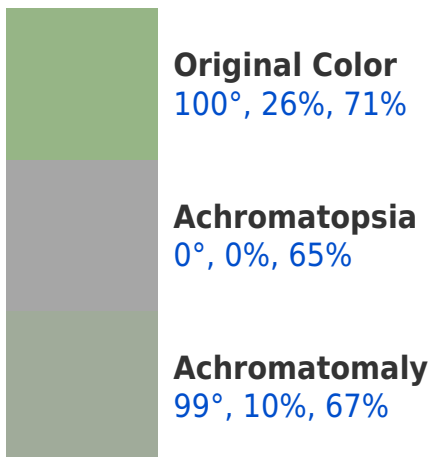 Original Color
100°, 26%, 71%
Achromatopsia
0°, 0%, 65%
Achromatomaly
99°, 10%, 67%